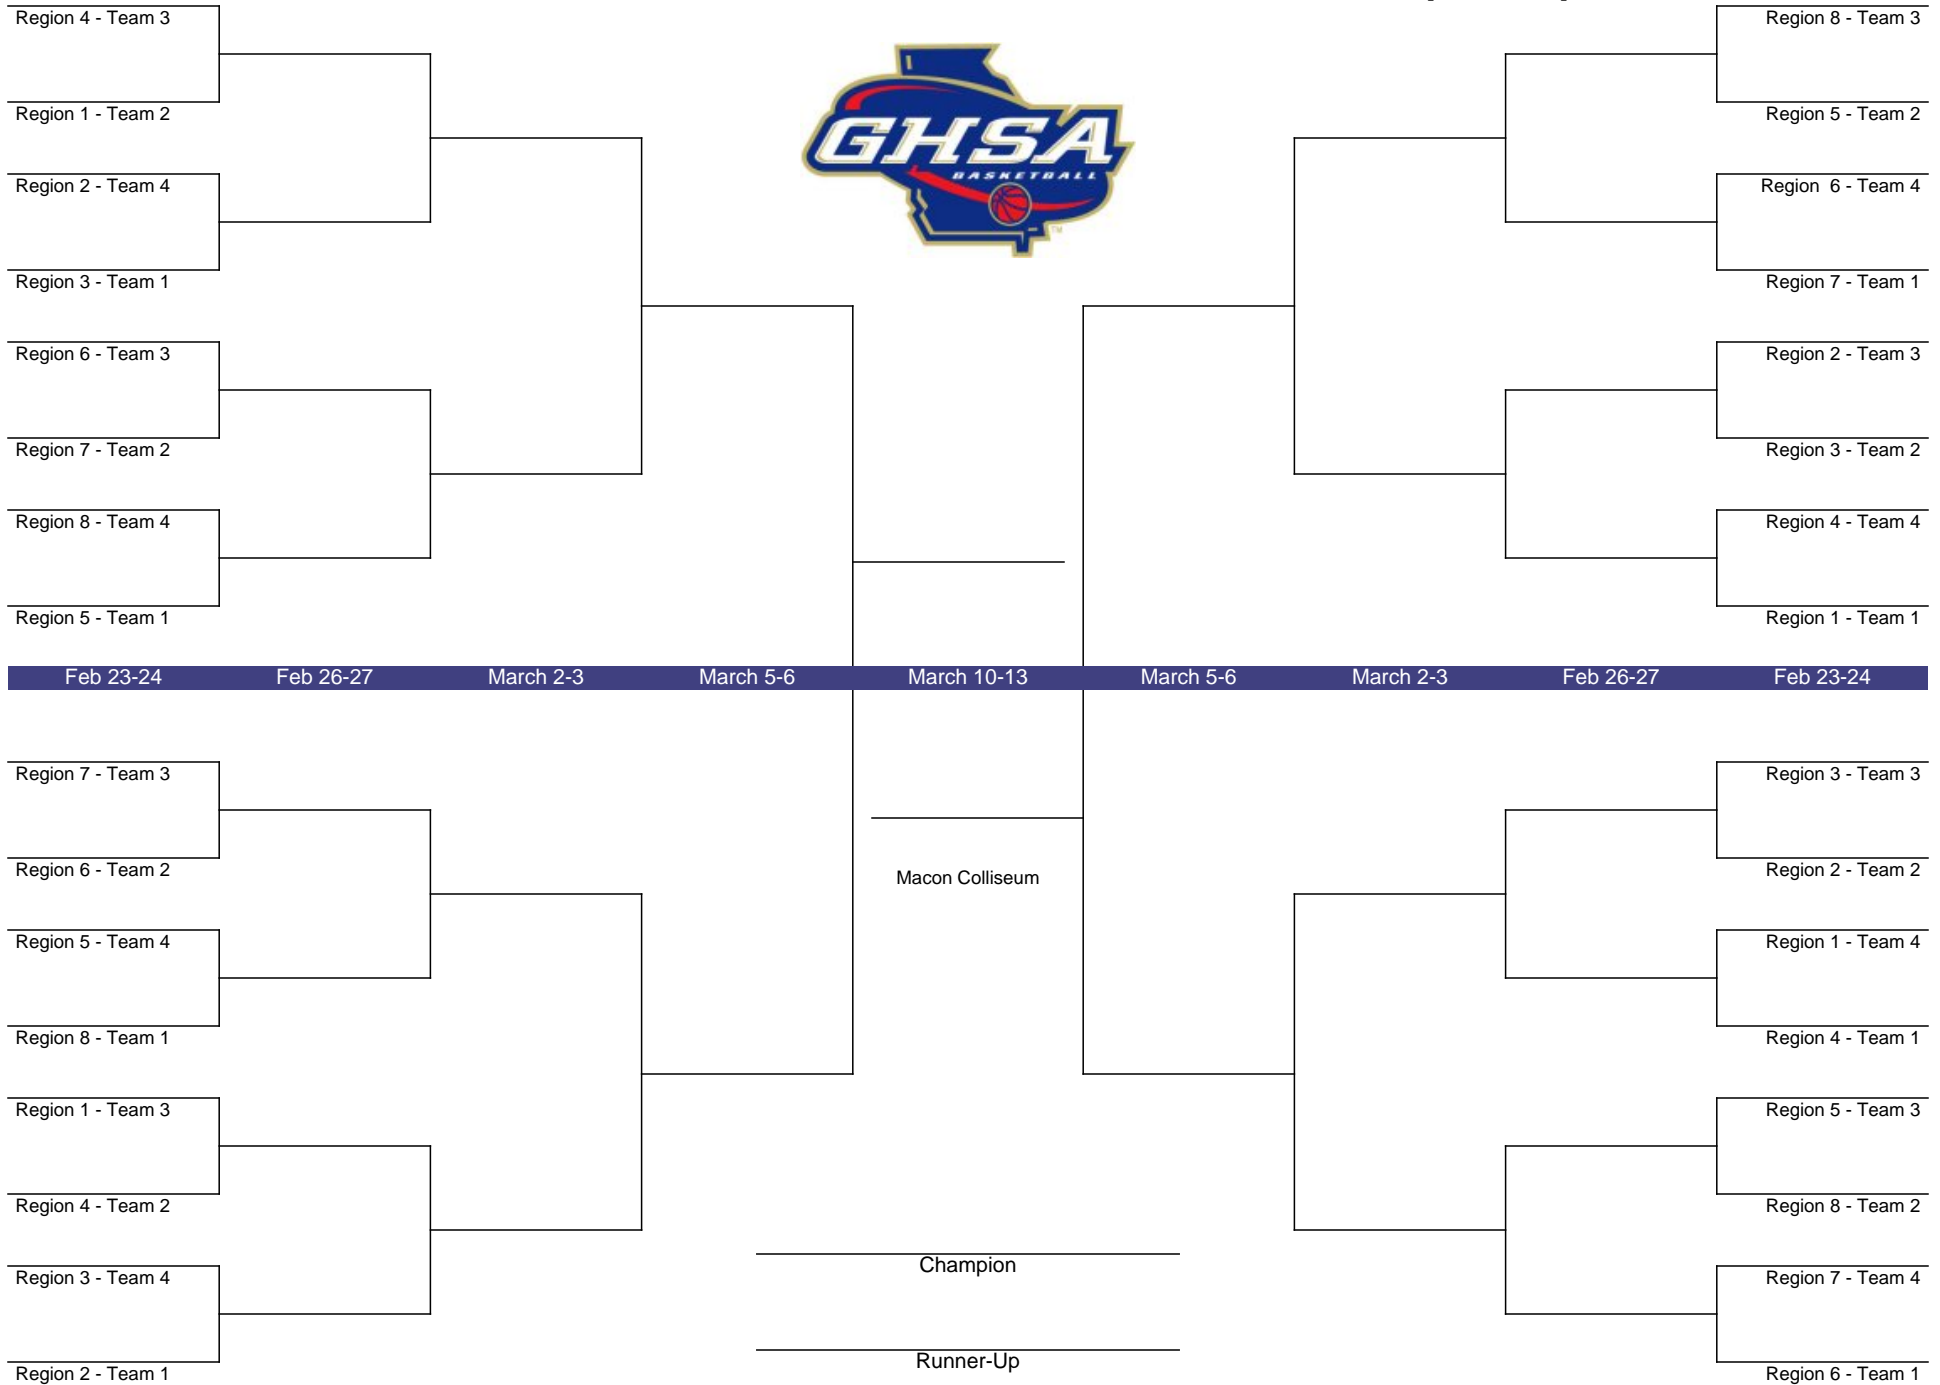 Region 4 - Team 3
Region 1 - Team 2
Region 2 - Team 4
Region 3 - Team 1
Region 6 - Team 3
Region 7 - Team 2
Region 8 - Team 4
Region 5 - Team 1
GHSA
BASKETBALL
TM
Region 8 - Team 3
Region 5 - Team 2
Region 6 - Team 4
Region 7 - Team 1
Region 2 - Team 3
Region 3 - Team 2
Region 4 - Team 4
Region 1 - Team 1
Feb 23-24 Feb 26-27 March 2-3 March 5-6 March 10-13 March 5-6 March 2-3 Feb 26-27 Feb 23-24
Region 7 - Team 3
Region 6 - Team 2
Region 5 - Team 4
Region 8 - Team 1
Region 1 - Team 3
Region 4 - Team 2
Region 3 - Team 4
Region 2 - Team 1
Macon Colliseum
Champion
Runner-Up
Region 3 - Team 3
Region 2 - Team 2
Region 1 - Team 4
Region 4 - Team 1
Region 5 - Team 3
Region 8 - Team 2
Region 7 - Team 4
Region 6 - Team 1